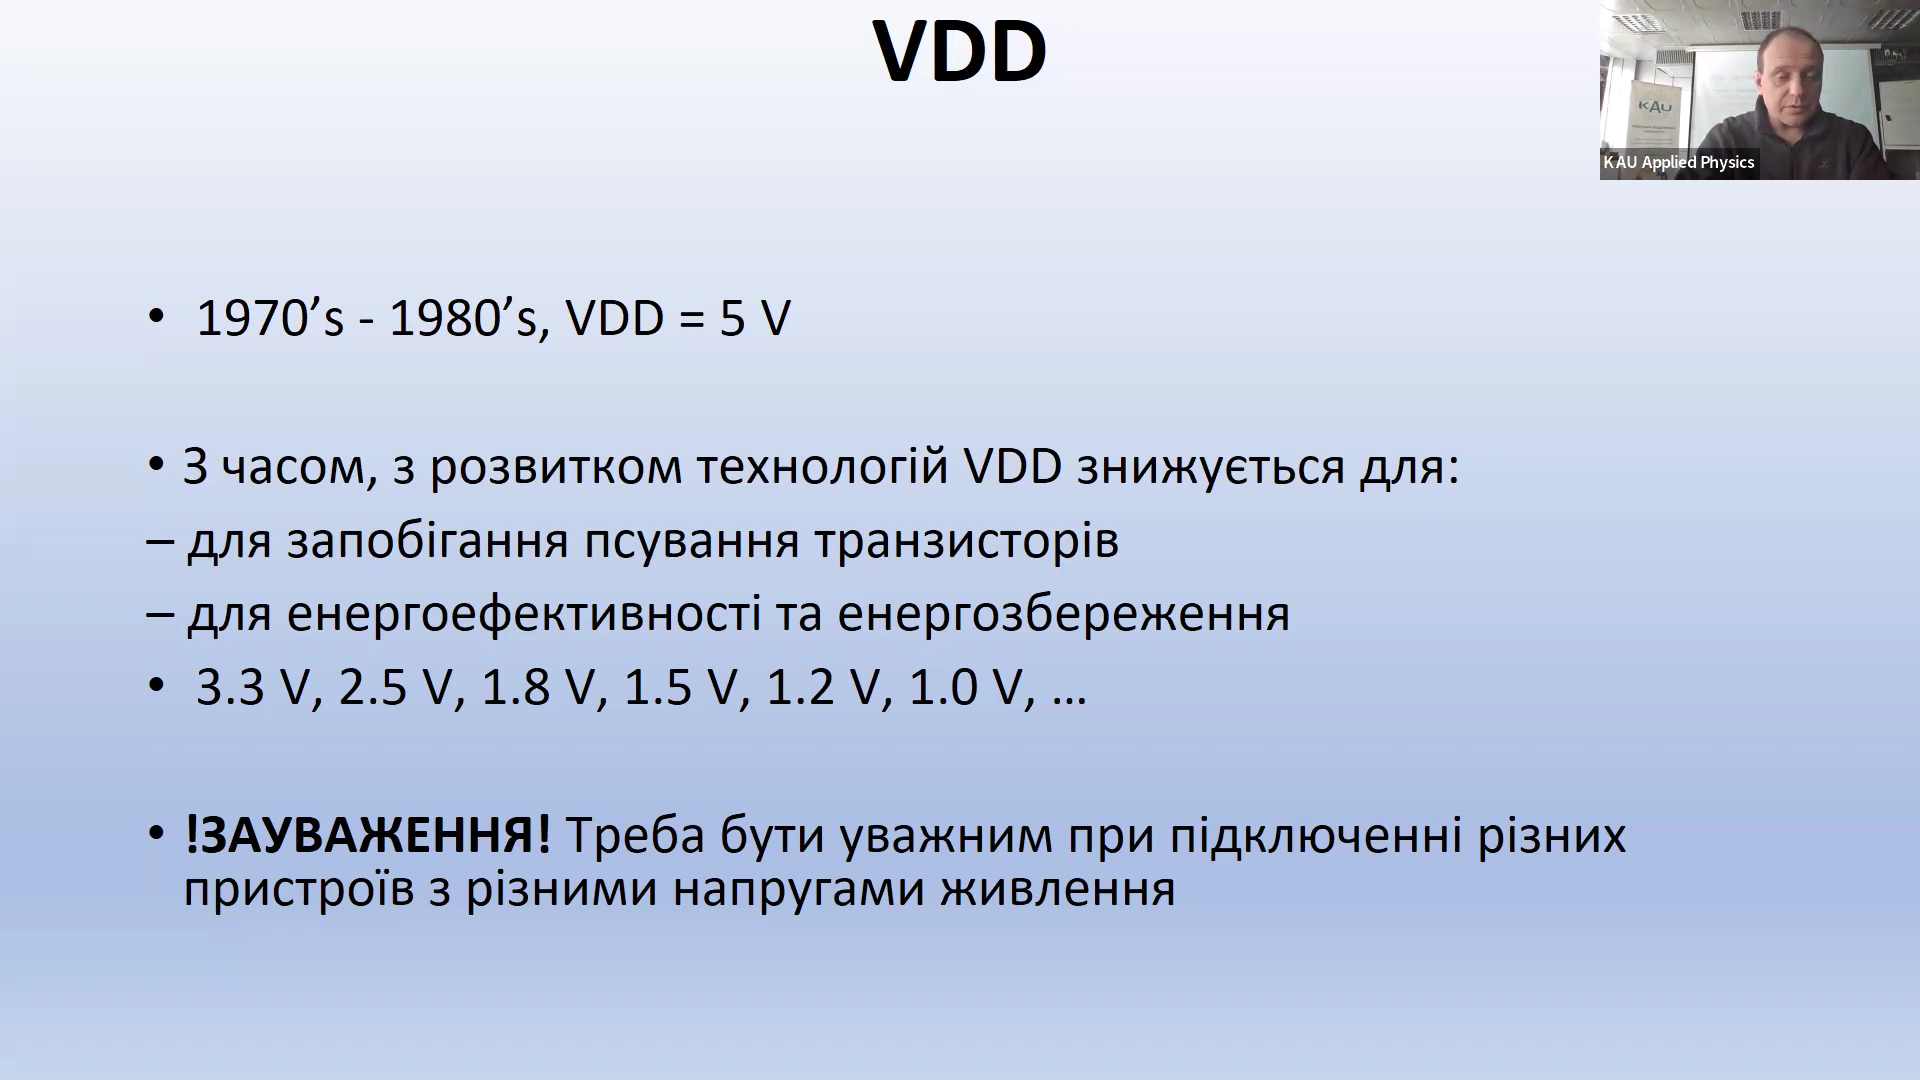 VDD
KAU
KAU Applied Physics
• 1970’s - 1980’s, VDD = 5 V
• З часом, з розвитком технологій VDD знижується для:
– для запобігання псування транзисторів
– для енергоефективності та енергозбереження
• 3.3 V, 2.5 V, 1.8 V, 1.5 V, 1.2 V, 1.0 V, …
• !ЗАУВАЖЕННЯ! Треба бути уважним при підключенні різних
пристроїв з різними напругами живлення